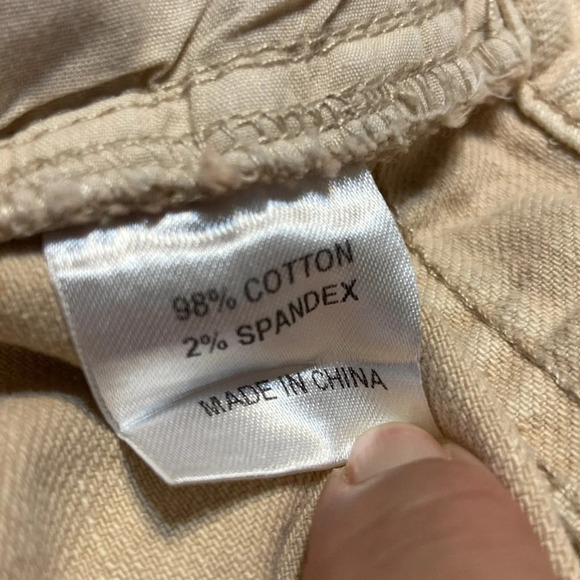 98% COTTON
2% SPANDEX
MADE IN CHINA